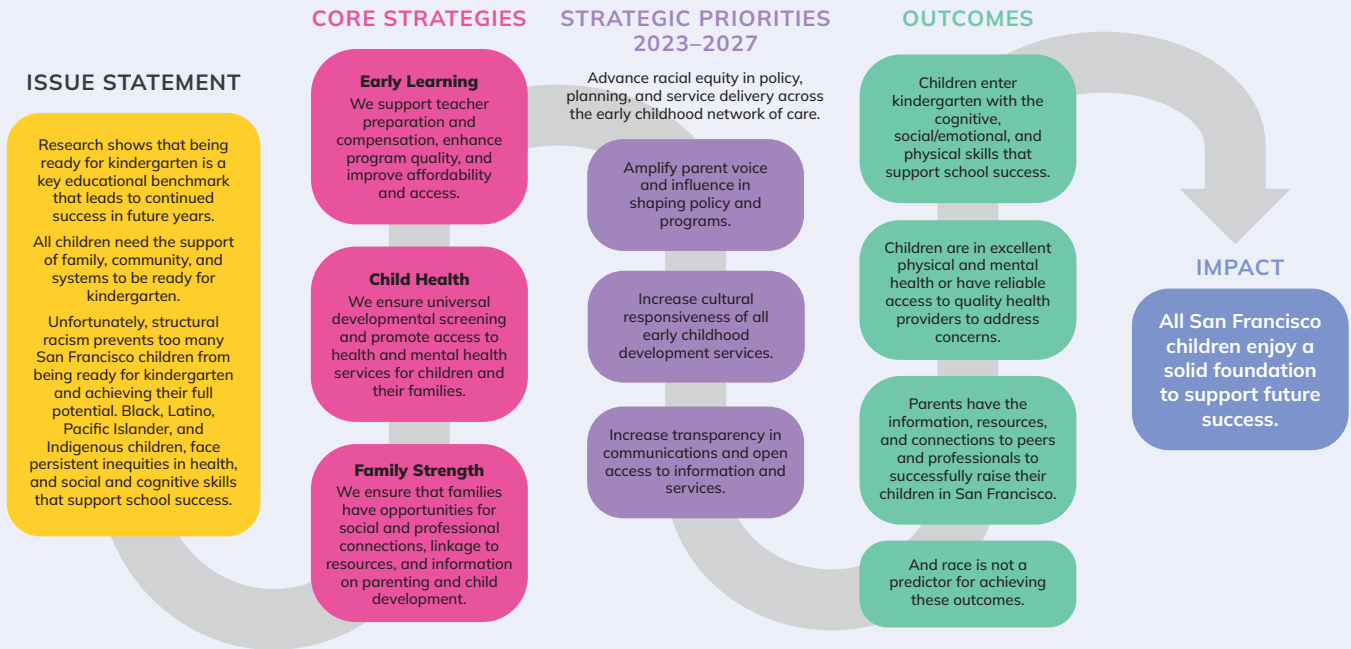 ISSUE STATEMENT
Research shows that being
ready for kindergarten is a
key educational benchmark
that leads to continued
success in future years.
All children need the support
of family, community, and
systems to be ready for
kindergarten.
Unfortunately, structural
racism prevents too many
San Francisco children from
being ready for kindergarten
and achieving their full
potential. Black, Latino,
Pacific Islander, and
Indigenous children, face
persistent inequities in health,
and social and cognitive skills
that support school success.
CORE STRATEGIES
Early Learning
We support teacher
preparation and
compensation, enhance
program quality, and
improve affordability
and access.
Child Health
We ensure universal
developmental screening
and promote access to
health and mental health
services for children and
their families.
Family Strength
We ensure that families
have opportunities for
social and professional
connections, linkage to
resources, and information
on parenting and child
development.
STRATEGIC PRIORITIES
2023–2027
Advance racial equity in policy,
planning, and service delivery across
the early childhood network of care.
Amplify parent voice
and influence in
shaping policy and
programs.
Increase cultural
responsiveness of all
early childhood
development services.
Increase transparency in
communications and open
access to information and
services.
OUTCOMES
Children enter
kindergarten with the
cognitive,
social/emotional, and
physical skills that
support school success.
Children are in excellent
physical and mental
health or have reliable
access to quality health
providers to address
concerns.
Parents have the
information, resources,
and connections to peers
and professionals to
successfully raise their
children in San Francisco.
And race is not a
predictor for achieving
these outcomes.
IMPACT
All San Francisco
children enjoy a
solid foundation
to support future
success.